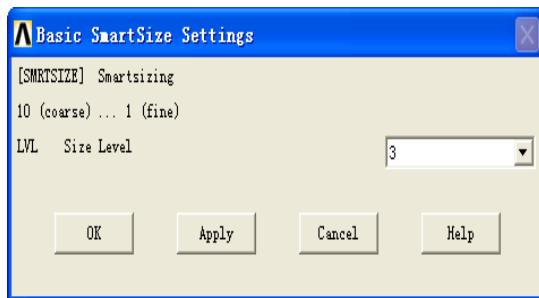 Basic SmartSize Settings
[SMRTSIZE] Smartsizing
10 (coarse) ... 1 (fine)
LVL Size Level 3
OK Apply Cancel Help